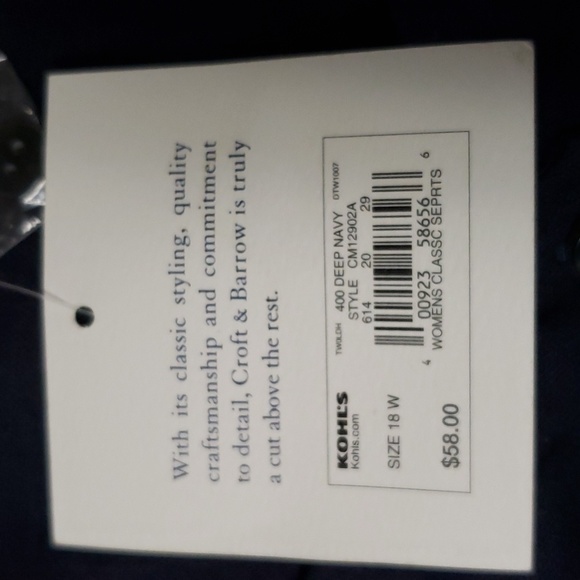 With its classic styling, quality
craftsmanship and commitment
to detail, Croft & Barrow is truly
a cut above the rest.
KOHL'S
Kohls.com
TW0LDH 400 DEEP NAVY OTW1007
STYLE CM12902A
614 20 29
4 00923 58656 6
WOMENS CLASSC SEPRTS
SIZE 18 W
$58.00